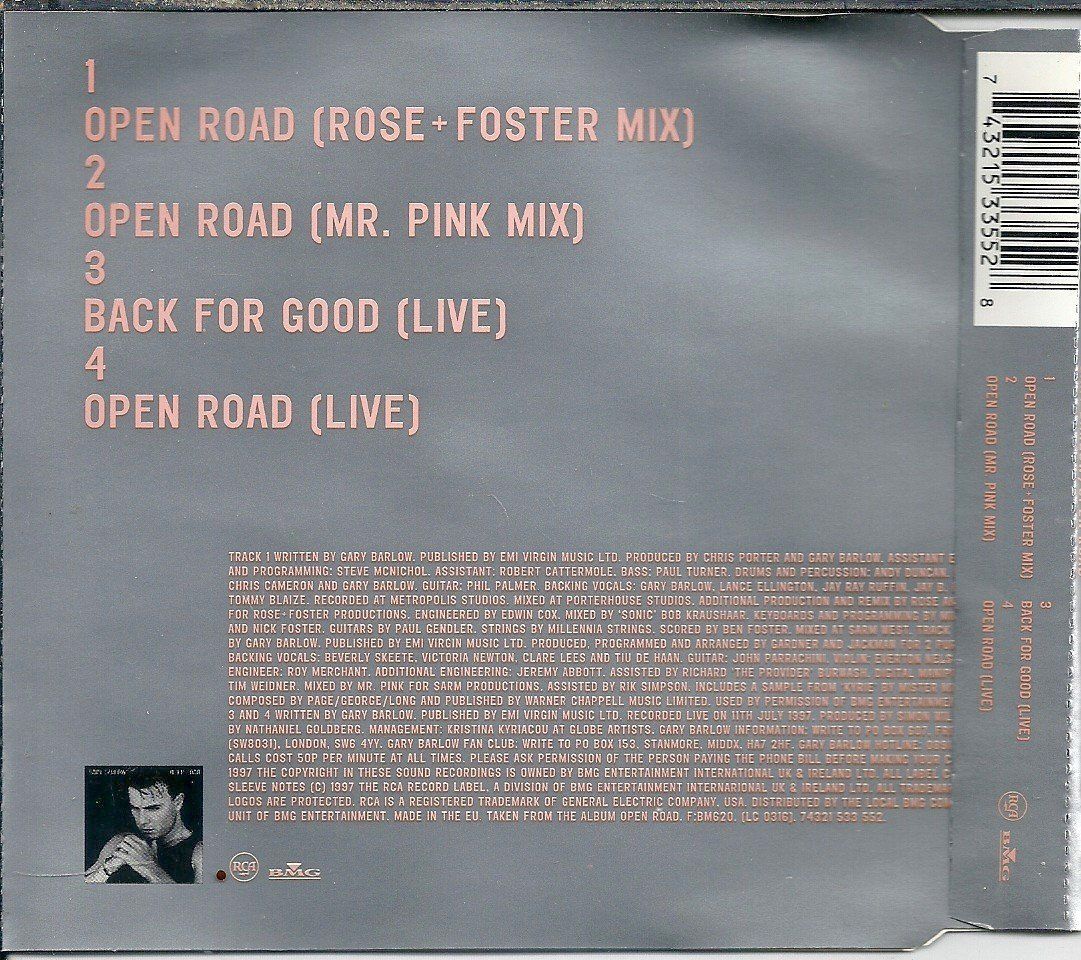 1
OPEN ROAD (ROSE + FOSTER MIX)
2
OPEN ROAD (MR. PINK MIX)
3
BACK FOR GOOD (LIVE)
4
OPEN ROAD (LIVE)
TRACK 1 WRITTEN BY GARY BARLOW. PUBLISHED BY EMI VIRGIN MUSIC LTD. PRODUCED BY CHRIS PORTER AND GARY BARLOW. ASSISTANT E
AND PROGRAMMING: STEVE MCNICHOL. ASSISTANT: ROBERT CATTERMOLE. BASS: PAUL TURNER. DRUMS AND PERCUSSION: ANDY DUNCAN.
CHRIS CAMERON AND GARY BARLOW. GUITAR: PHIL PALMER. BACKING VOCALS: GARY BARLOW, LANCE ELLINGTON, JAY RAY RUFFIN, JAY B.
TOMMY BLAIZE. RECORDED AT METROPOLIS STUDIOS. MIXED AT PORTERHOUSE STUDIOS. ADDITIONAL PRODUCTION AND REMIX BY ROSE
FOR ROSE+FOSTER PRODUCTIONS. ENGINEERED BY EDWIN COX. MIXED BY 'SONIC' BOB KRAUSHAAR. KEYBOARDS AND PROGRAMMING BY
AND NICK FOSTER. GUITARS BY PAUL GENDLER. STRINGS BY MILLENNIA STRINGS. SCORED BY BEN FOSTER. MIXED AT SARM WEST. TRACK
BY GARY BARLOW. PUBLISHED BY EMI VIRGIN MUSIC LTD. PRODUCED, PROGRAMMED AND ARRANGED BY GARDNER AND JACKMAN FOR 2
BACKING VOCALS: BEVERLY SKEETE, VICTORIA NEWTON, CLARE LEES AND TIU DE HAAN. GUITAR: JOHN PARRACHINI, VIOLIN: EVERTON NELS
ENGINEER: ROY MERCHANT. ADDITIONAL ENGINEERING: JEREMY ABBOTT. ASSISTED BY RICHARD 'THE PROVIDER' BURWASH. DIGITAL
TIM WEIDNER. MIXED BY MR. PINK FOR SARM PRODUCTIONS. ASSISTED BY RIK SIMPSON. INCLUDES A SAMPLE FROM 'KYRIE' BY MISTER
COMPOSED BY PAGE/GEORGE/LONG AND PUBLISHED BY WARNER CHAPPELL MUSIC LIMITED. USED BY PERMISSION OF BMG ENTERTAINMEN
3 AND 4 WRITTEN BY GARY BARLOW. PUBLISHED BY EMI VIRGIN MUSIC LTD. RECORDED LIVE ON 11TH JULY 1997. PRODUCED BY SIMON
BY NATHANIEL GOLDBERG. MANAGEMENT: KRISTINA KYRIACOU AT GLOBE ARTISTS. GARY BARLOW INFORMATION: WRITE TO PO BOX 607,
(SW8031), LONDON, SW6 4YY. GARY BARLOW FAN CLUB: WRITE TO PO BOX 153, STANMORE, MIDDX, HA7 2HF. GARY BARLOW HOTLINE:
CALLS COST 50P PER MINUTE AT ALL TIMES. PLEASE ASK PERMISSION OF THE PERSON PAYING THE PHONE BILL BEFORE MAKING YOUR
1997 THE COPYRIGHT IN THESE SOUND RECORDINGS IS OWNED BY BMG ENTERTAINMENT INTERNATIONAL UK & IRELAND LTD. ALL LABEL
SLEEVE NOTES (C) 1997 THE RCA RECORD LABEL, A DIVISION OF BMG ENTERTAINMENT INTERNARIONAL UK & IRELAND LTD. ALL
LOGOS ARE PROTECTED. RCA IS A REGISTERED TRADEMARK OF GENERAL ELECTRIC COMPANY, USA. DISTRIBUTED BY THE LOCAL BMG
UNIT OF BMG ENTERTAINMENT. MADE IN THE EU. TAKEN FROM THE ALBUM OPEN ROAD. F:BM620. (LC 0316). 74321 533 552.
RCA
BMG
7 43215 33552 8
1
OPEN ROAD (ROSE + FOSTER MIX)
2
OPEN ROAD (MR. PINK MIX)
3
BACK FOR GOOD (LIVE)
4
OPEN ROAD (LIVE)
RCA
BMG